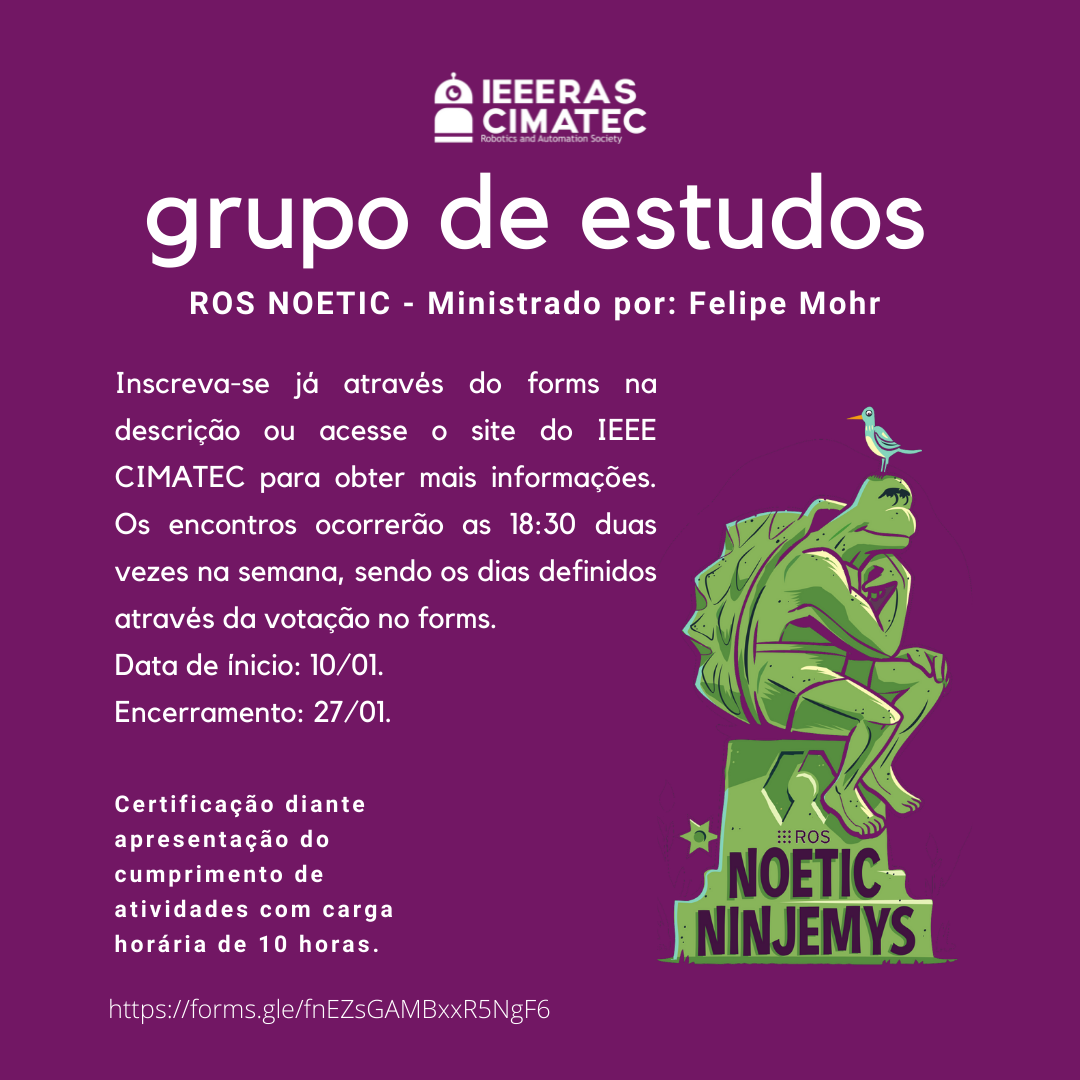 IEEERAS
CIMATEC
Robotics and Automation Society
grupo de estudos
ROS NOETIC - Ministrado por: Felipe Mohr
Inscreva-se já através do forms na
descrição ou acesse o site do IEEE
CIMATEC para obter mais informações.
Os encontros ocorrerão as 18:30 duas
vezes na semana, sendo os dias definidos
através da votação no forms.
Data de ínicio: 10/01.
Encerramento: 27/01.
Certificação diante
apresentação do
cumprimento de
atividades com carga
horária de 10 horas.
ROS
NOETIC
NINJEMYS
https://forms.gle/fnEZsGAMBxxR5NgF6